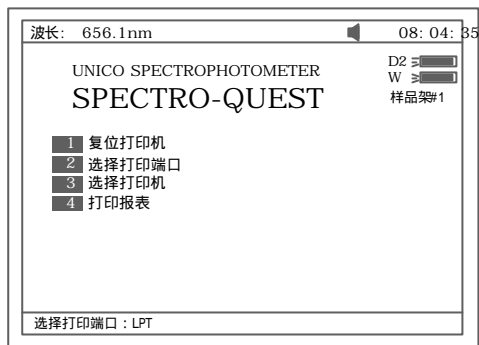 波长: 656.1nm 08: 04: 35
D2
UNICO SPECTROPHOTOMETER
W
SPECTRO-QUEST
样品架#1
1 复位打印机
2 选择打印端口
3 选择打印机
4 打印报表
选择打印端口：LPT